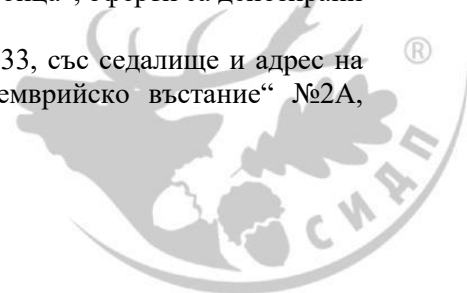 33, със седалище и адрес на
емврийско въстание“ №2А,
®
СИДП